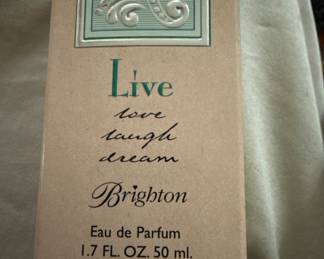 Live
love
laugh
dream
Brighton
Eau de Parfum
1.7 FL. OZ. 50 ml.